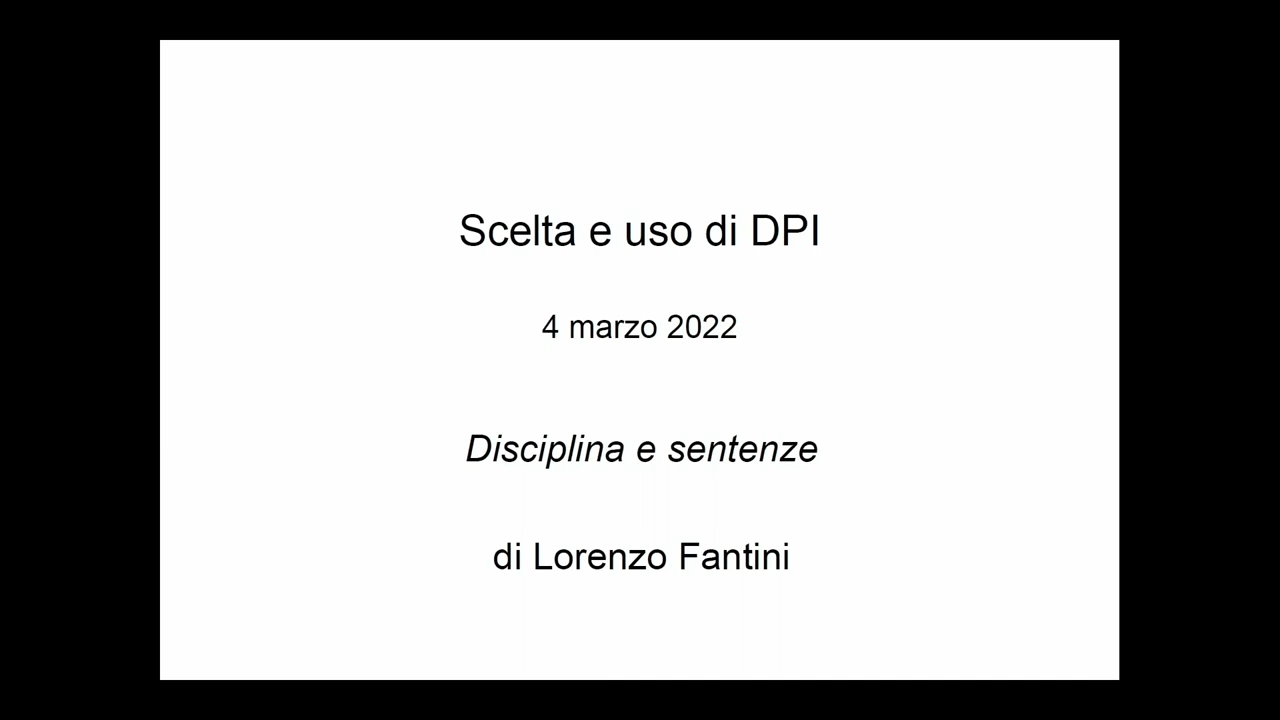 Scelta e uso di DPI
4 marzo 2022
Disciplina e sentenze
di Lorenzo Fantini